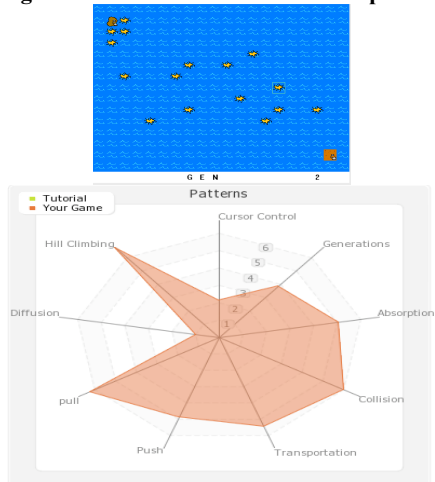 G E N 2
Patterns
Tutorial
Your Game
Cursor Control
Generations
Absorption
Collision
Transportation
Push
pull
Diffusion
Hill Climbing
6
5
4
3
2
1